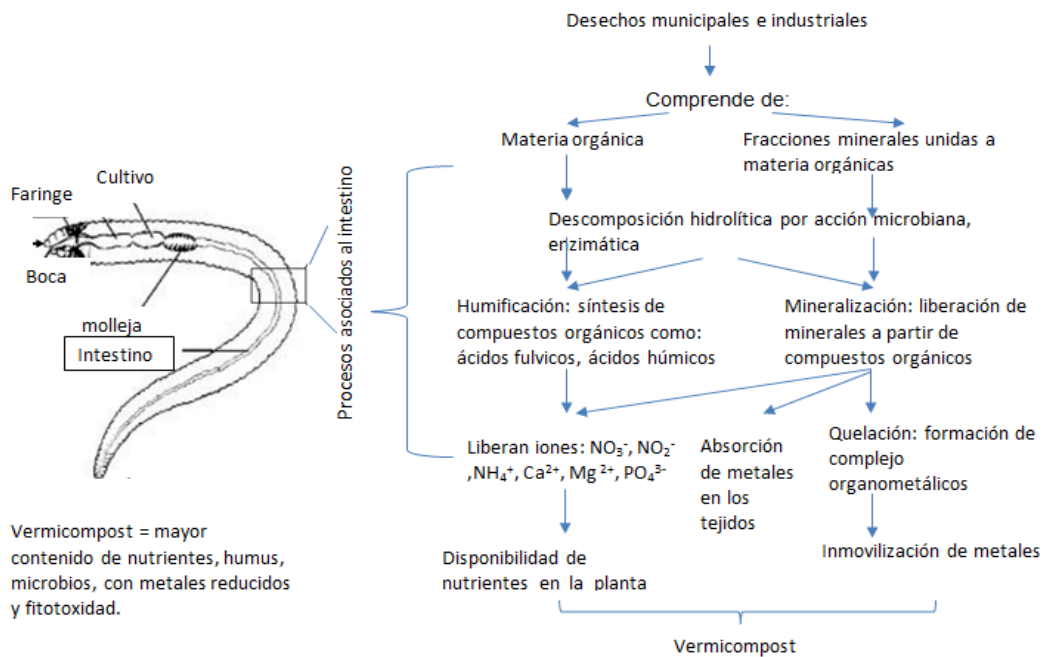 Desechos municipales e industriales
Comprende de:
Materia orgánica
Fracciones minerales unidas a
materia orgánicas
Descomposición hidrolítica por acción microbiana,
enzimática
Humificación: síntesis de
compuestos orgánicos como:
ácidos fulvicos, ácidos húmicos
Mineralización: liberación de
minerales a partir de
compuestos orgánicos
Liberan iones: NO₃⁻, NO₂⁻
,NH₄⁺, Ca²⁺, Mg ²⁺, PO₄³⁻
Absorción
de metales
en los
tejidos
Quelación: formación de
complejo
organometálicos
Disponibilidad de
nutrientes en la planta
Inmovilización de metales
Vermicompost
Procesos asociados al intestino
Cultivo
Faringe
Boca
molleja
Intestino
Vermicompost = mayor
contenido de nutrientes, humus,
microbios, con metales reducidos
y fitotoxidad.